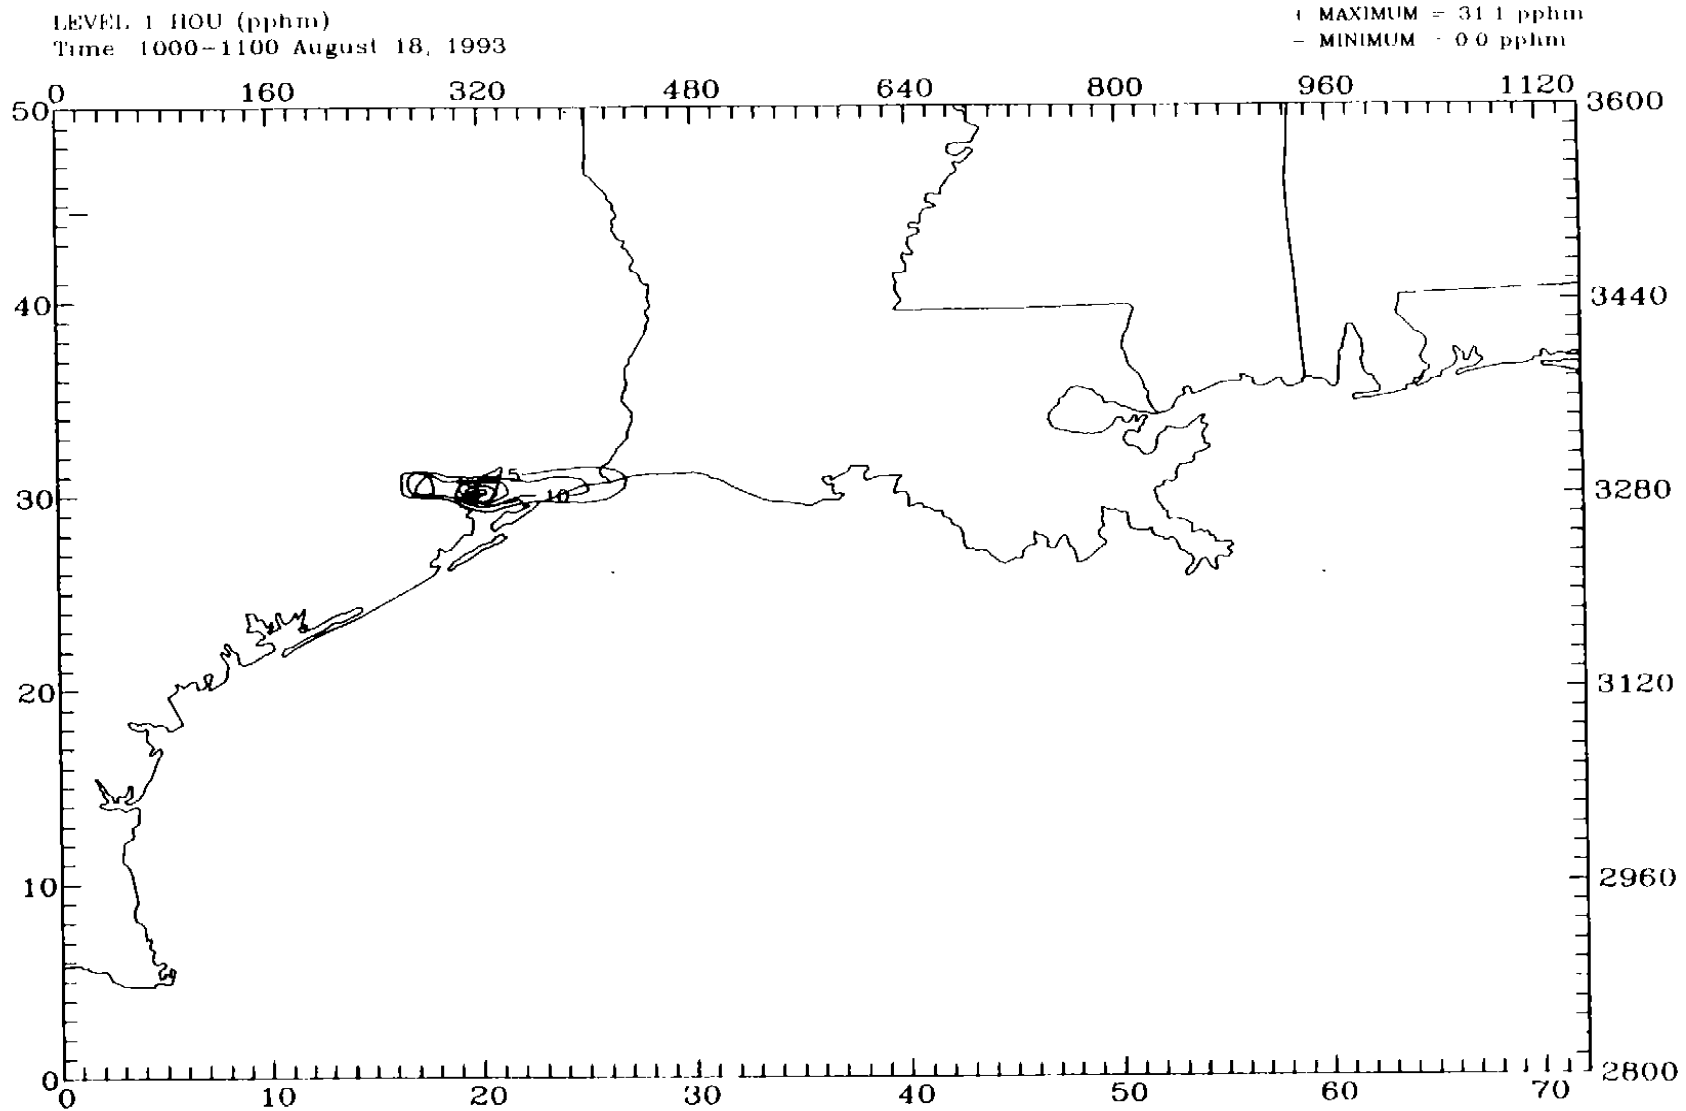 LEVEL 1 HOU (pphm)
Time 1000-1100 August 18, 1993
+ MAXIMUM = 31.1 pphm
- MINIMUM = 0.0 pphm
0 160 320 480 640 800 960 1120
50 3600
40 3440
5
10
30 3280
20 3120
10 2960
0 2800
0 10 20 30 40 50 60 70